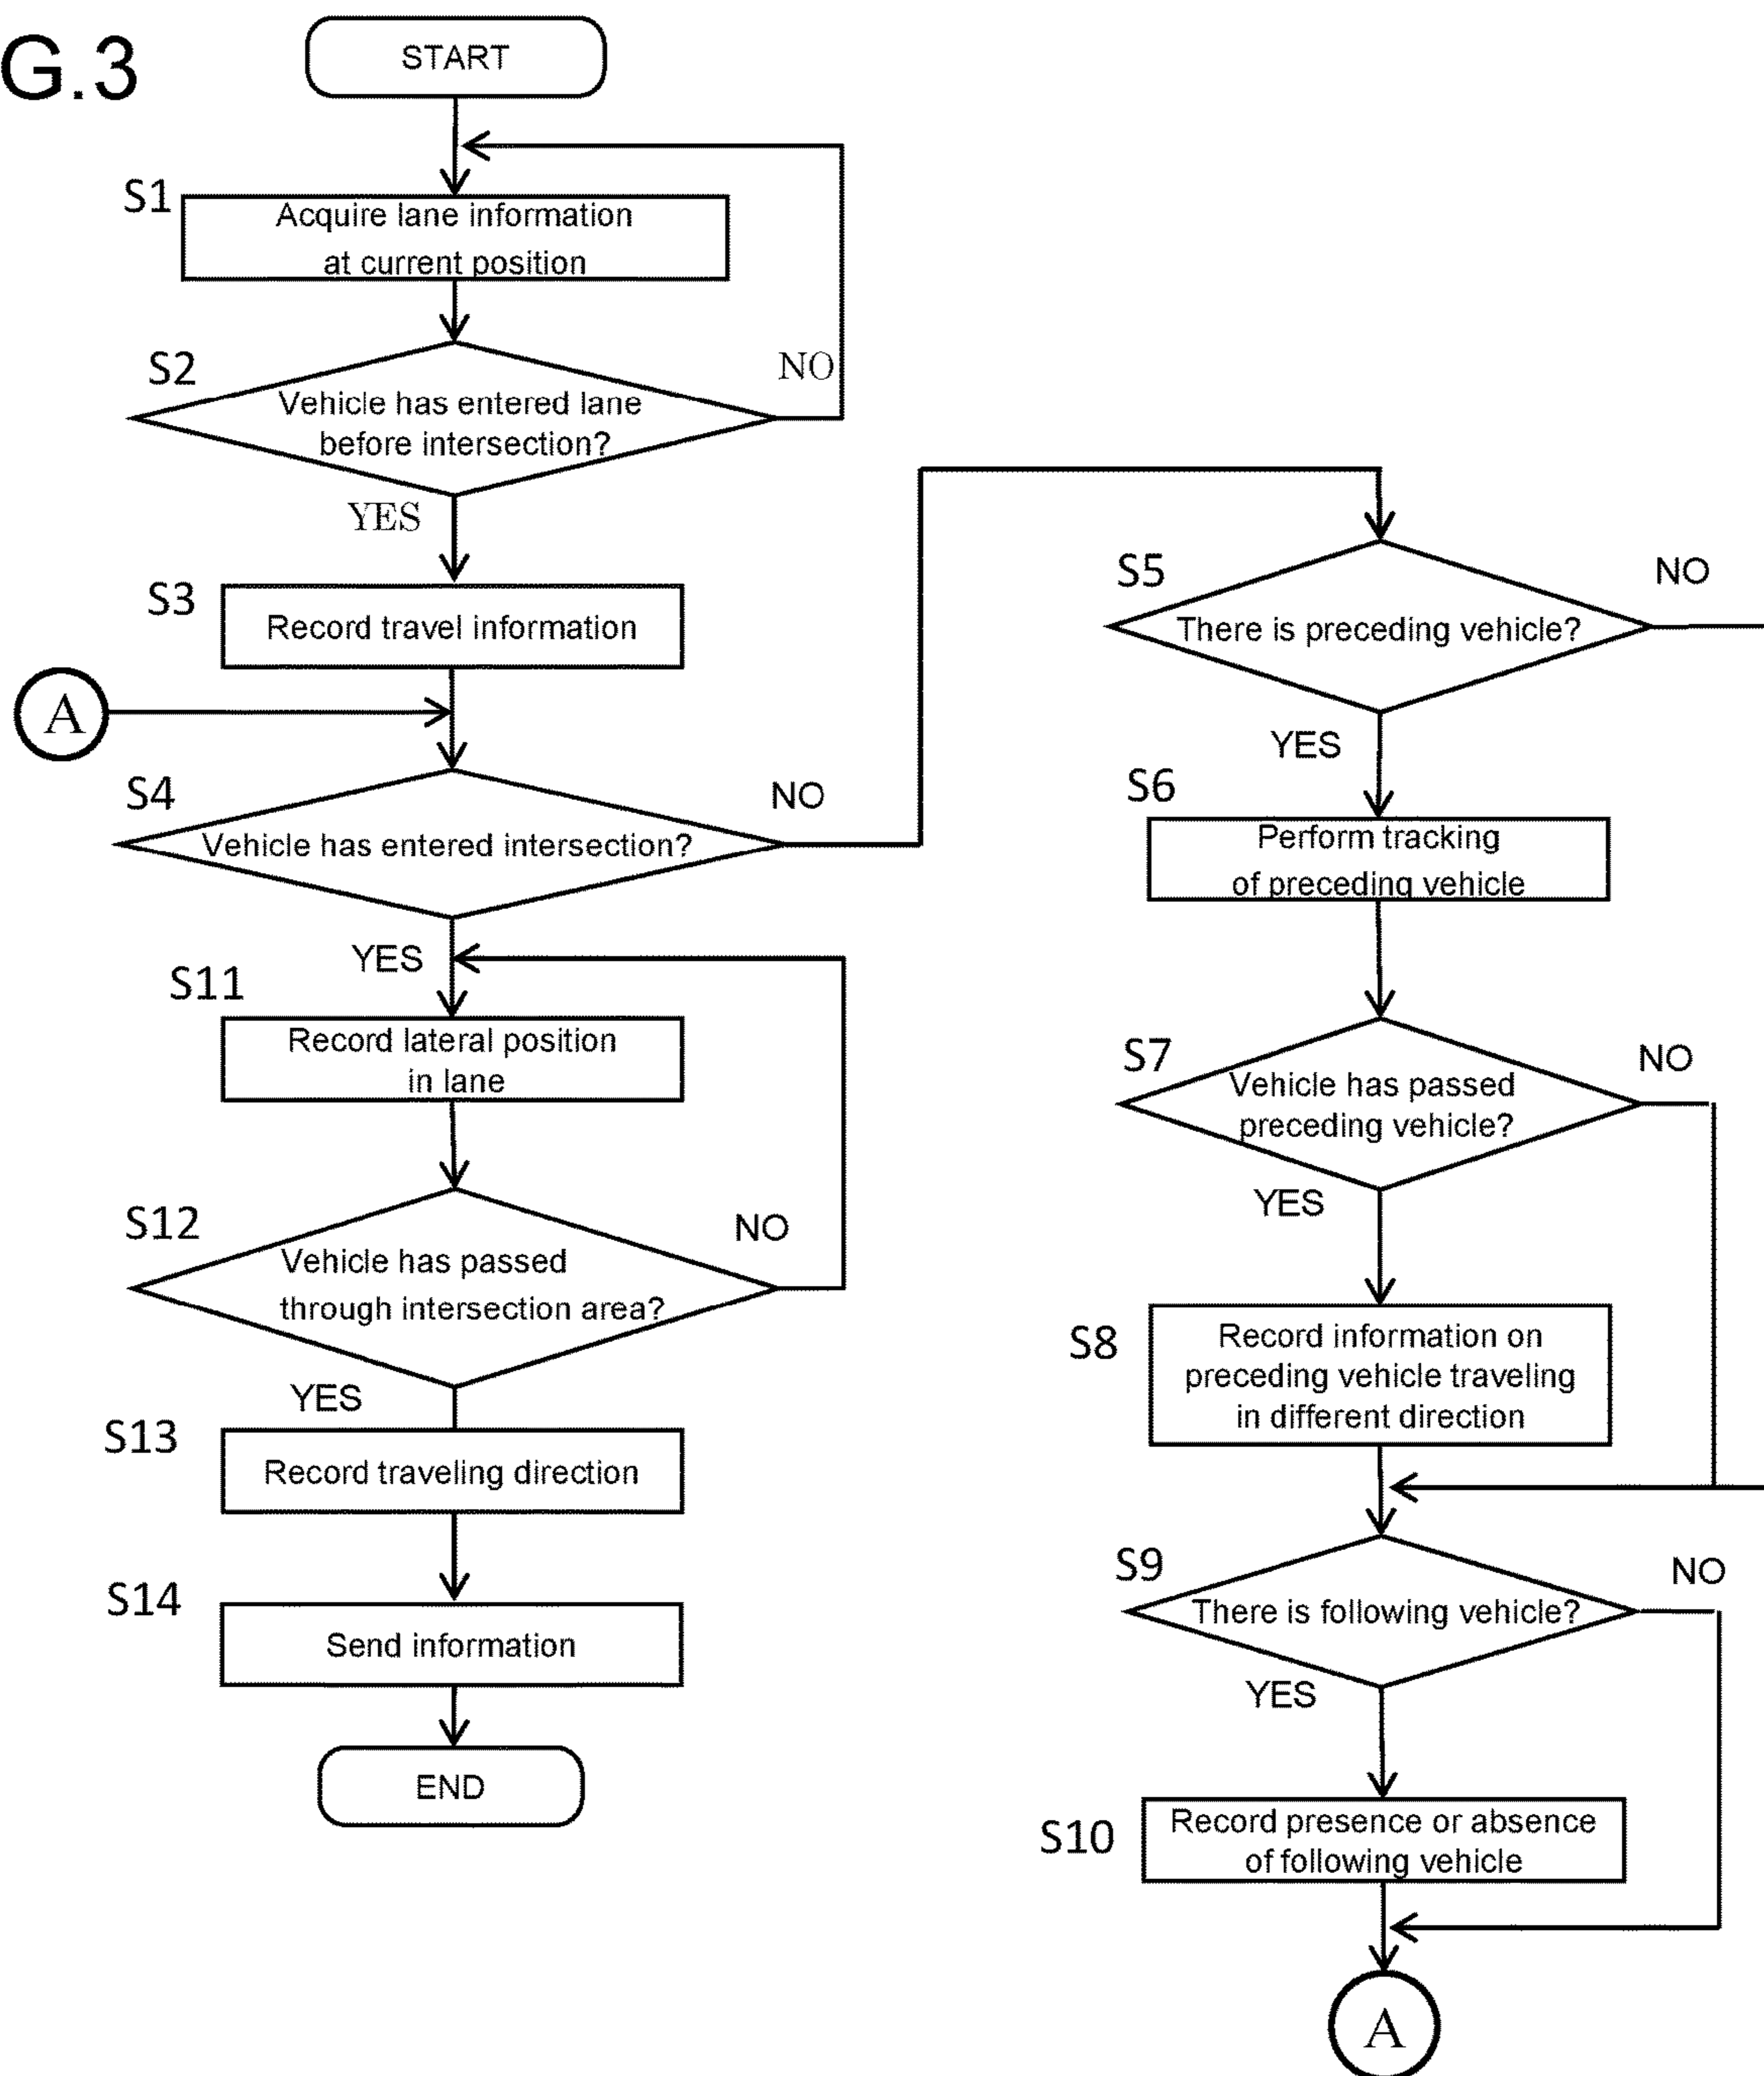 G.3
START
S1
Acquire lane information
at current position
S2
NO
Vehicle has entered lane
before intersection?
YES
S3
Record travel information
A
S4
NO
Vehicle has entered intersection?
YES
S11
Record lateral position
in lane
S12
NO
Vehicle has passed
through intersection area?
YES
S13
Record traveling direction
S14
Send information
END
S5
NO
There is preceding vehicle?
YES
S6
Perform tracking
of preceding vehicle
S7
NO
Vehicle has passed
preceding vehicle?
YES
S8
Record information on
preceding vehicle traveling
in different direction
S9
NO
There is following vehicle?
YES
S10
Record presence or absence
of following vehicle
A